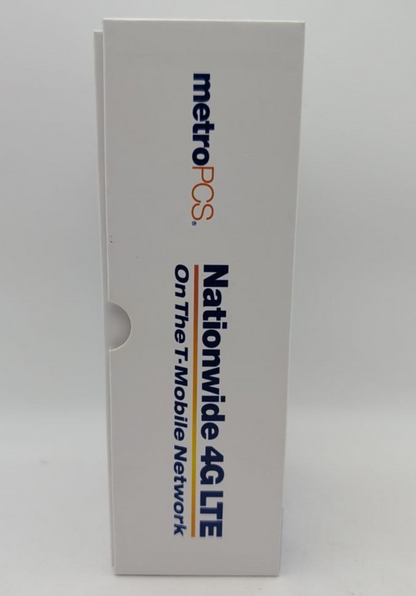 metroPCS.
Nationwide 4G LTE
On The T-Mobile Network